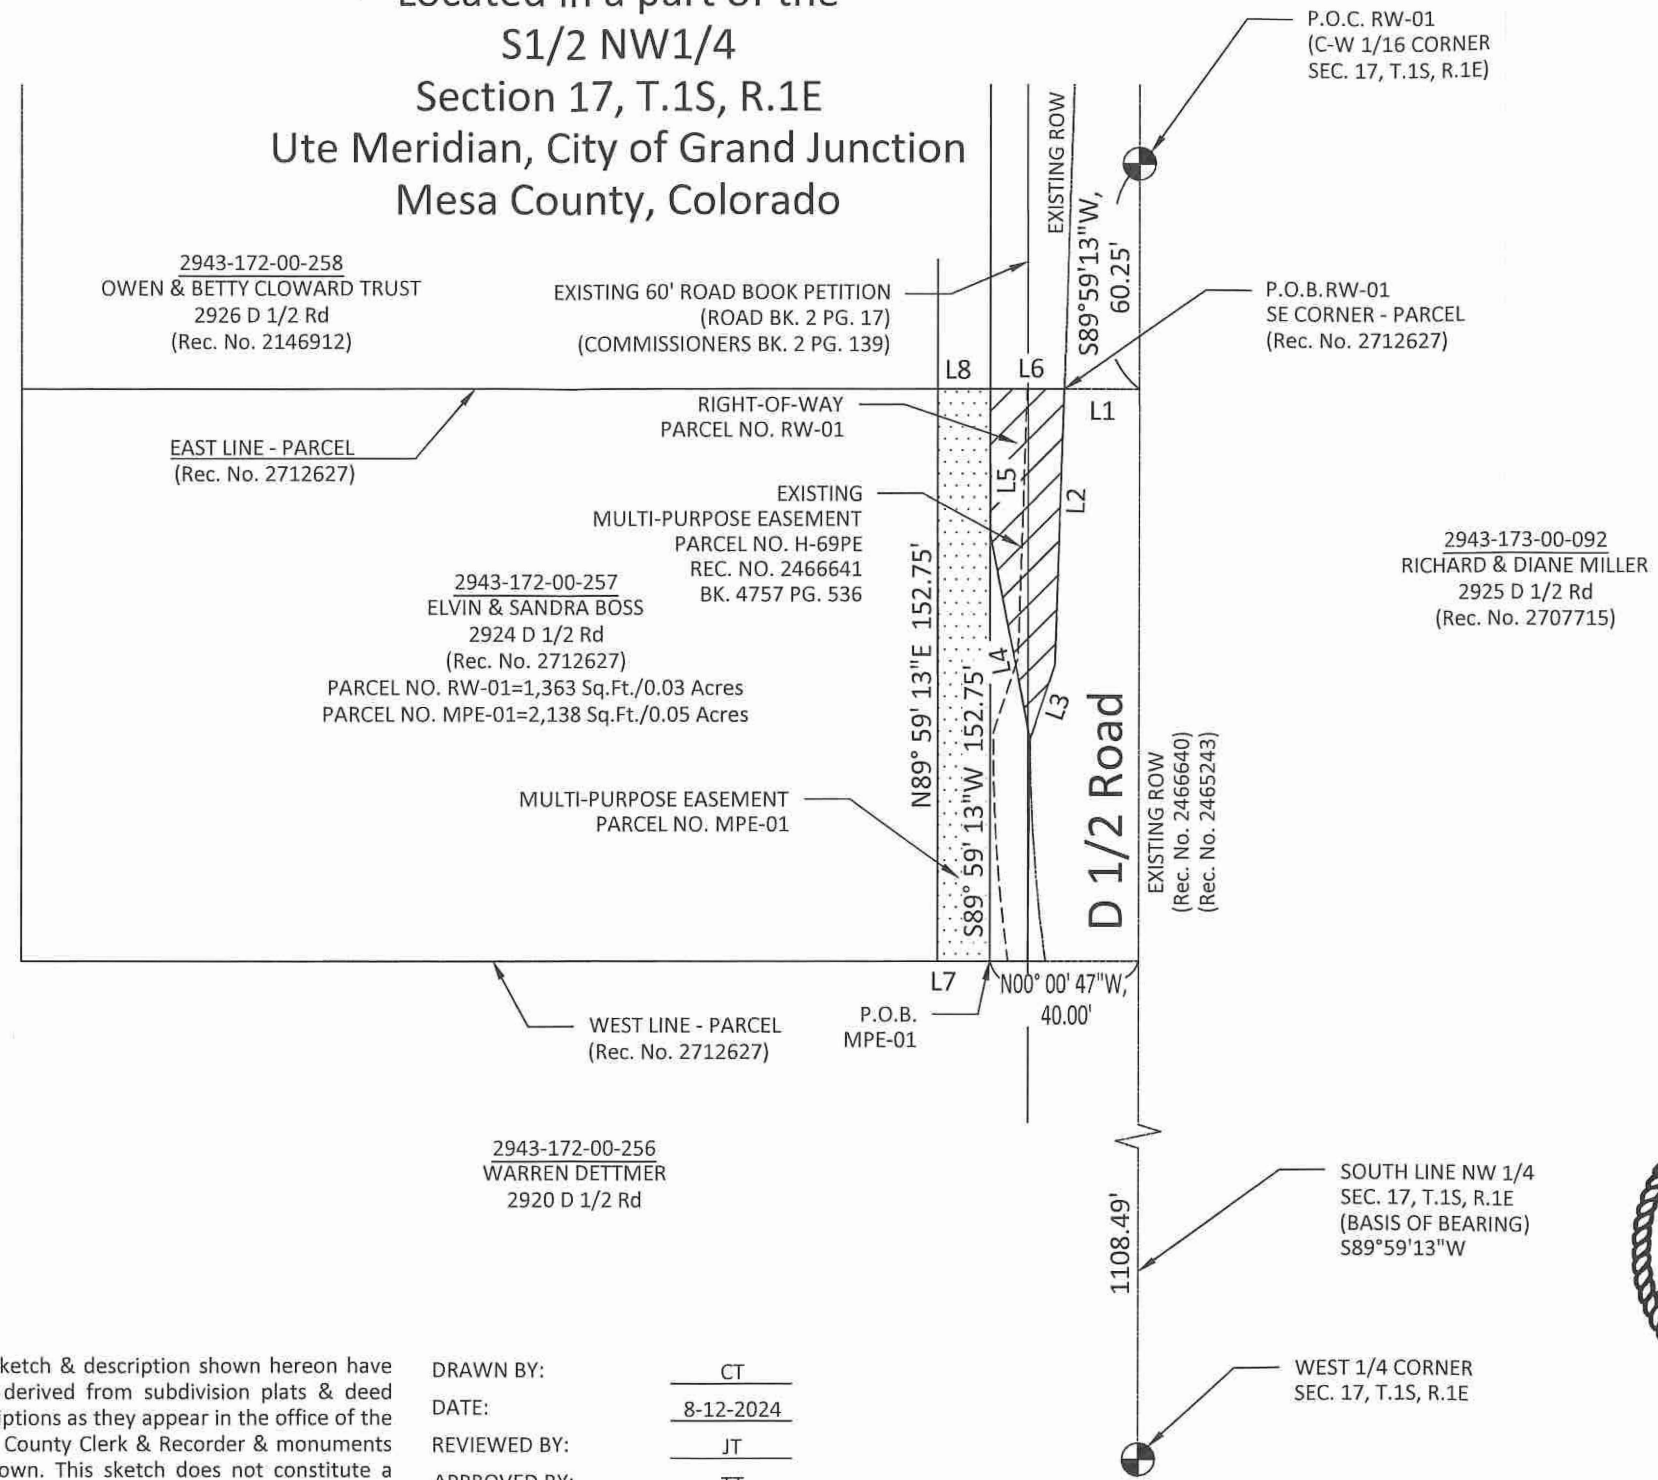 Located in a part of the
S1/2 NW1/4
Section 17, T.1S, R.1E
Ute Meridian, City of Grand Junction
Mesa County, Colorado
P.O.C. RW-01
(C-W 1/16 CORNER
SEC. 17, T.1S, R.1E)
EXISTING ROW
S89°59'13"W,
60.25'
2943-172-00-258
OWEN & BETTY CLOWARD TRUST
2926 D 1/2 Rd
(Rec. No. 2146912)
EXISTING 60' ROAD BOOK PETITION
(ROAD BK. 2 PG. 17)
(COMMISSIONERS BK. 2 PG. 139)
P.O.B.RW-01
SE CORNER - PARCEL
(Rec. No. 2712627)
L8
L6
L1
RIGHT-OF-WAY
PARCEL NO. RW-01
EAST LINE - PARCEL
(Rec. No. 2712627)
L5
L2
EXISTING
MULTI-PURPOSE EASEMENT
PARCEL NO. H-69PE
REC. NO. 2466641
BK. 4757 PG. 536
2943-173-00-092
RICHARD & DIANE MILLER
2925 D 1/2 Rd
(Rec. No. 2707715)
2943-172-00-257
ELVIN & SANDRA BOSS
2924 D 1/2 Rd
(Rec. No. 2712627)
PARCEL NO. RW-01=1,363 Sq.Ft./0.03 Acres
PARCEL NO. MPE-01=2,138 Sq.Ft./0.05 Acres
N89° 59' 13"E 152.75'
S89° 59' 13"W 152.75'
L4
L3
D 1/2 Road
EXISTING ROW
(Rec. No. 2466640)
(Rec. No. 2465243)
MULTI-PURPOSE EASEMENT
PARCEL NO. MPE-01
L7
N00° 00' 47"W,
40.00'
P.O.B.
MPE-01
WEST LINE - PARCEL
(Rec. No. 2712627)
2943-172-00-256
WARREN DETTMER
2920 D 1/2 Rd
1108.49'
SOUTH LINE NW 1/4
SEC. 17, T.1S, R.1E
(BASIS OF BEARING)
S89°59'13"W
WEST 1/4 CORNER
SEC. 17, T.1S, R.1E
ketch & description shown hereon have
derived from subdivision plats & deed
iptions as they appear in the office of the
County Clerk & Recorder & monuments
own. This sketch does not constitute a
DRAWN BY: CT
DATE: 8-12-2024
REVIEWED BY: JT
APPROVED BY: TT